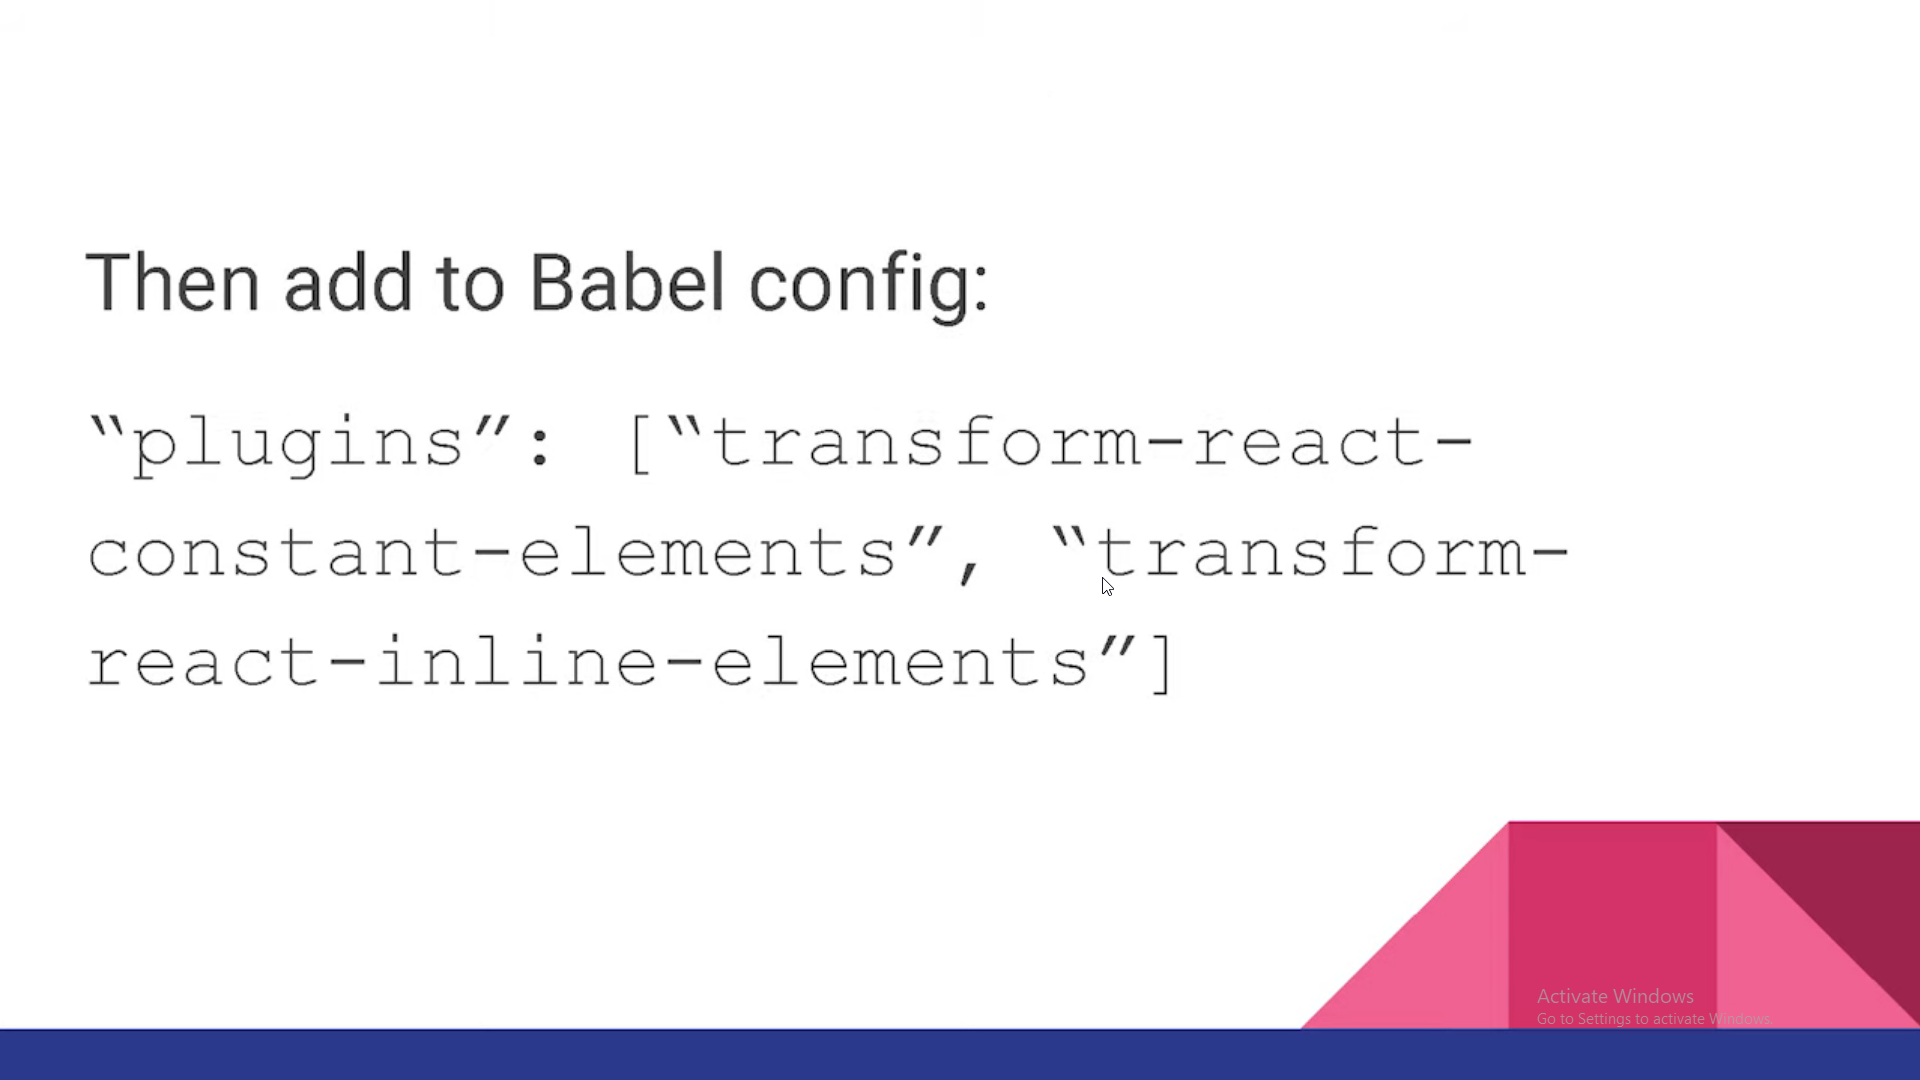 Then add to Babel config:
“plugins”: [“transform-react-
constant-elements”, “transform-
react-inline-elements”]
Activate Windows
Go to Settings to activate Windows.